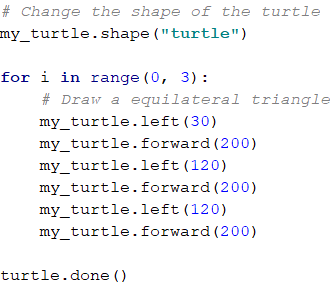 # Change the shape of the turtle
my_turtle.shape("turtle")

for i in range(0, 3):
    # Draw a equilateral triangle
    my_turtle.left(30)
    my_turtle.forward(200)
    my_turtle.left(120)
    my_turtle.forward(200)
    my_turtle.left(120)
    my_turtle.forward(200)

turtle.done()